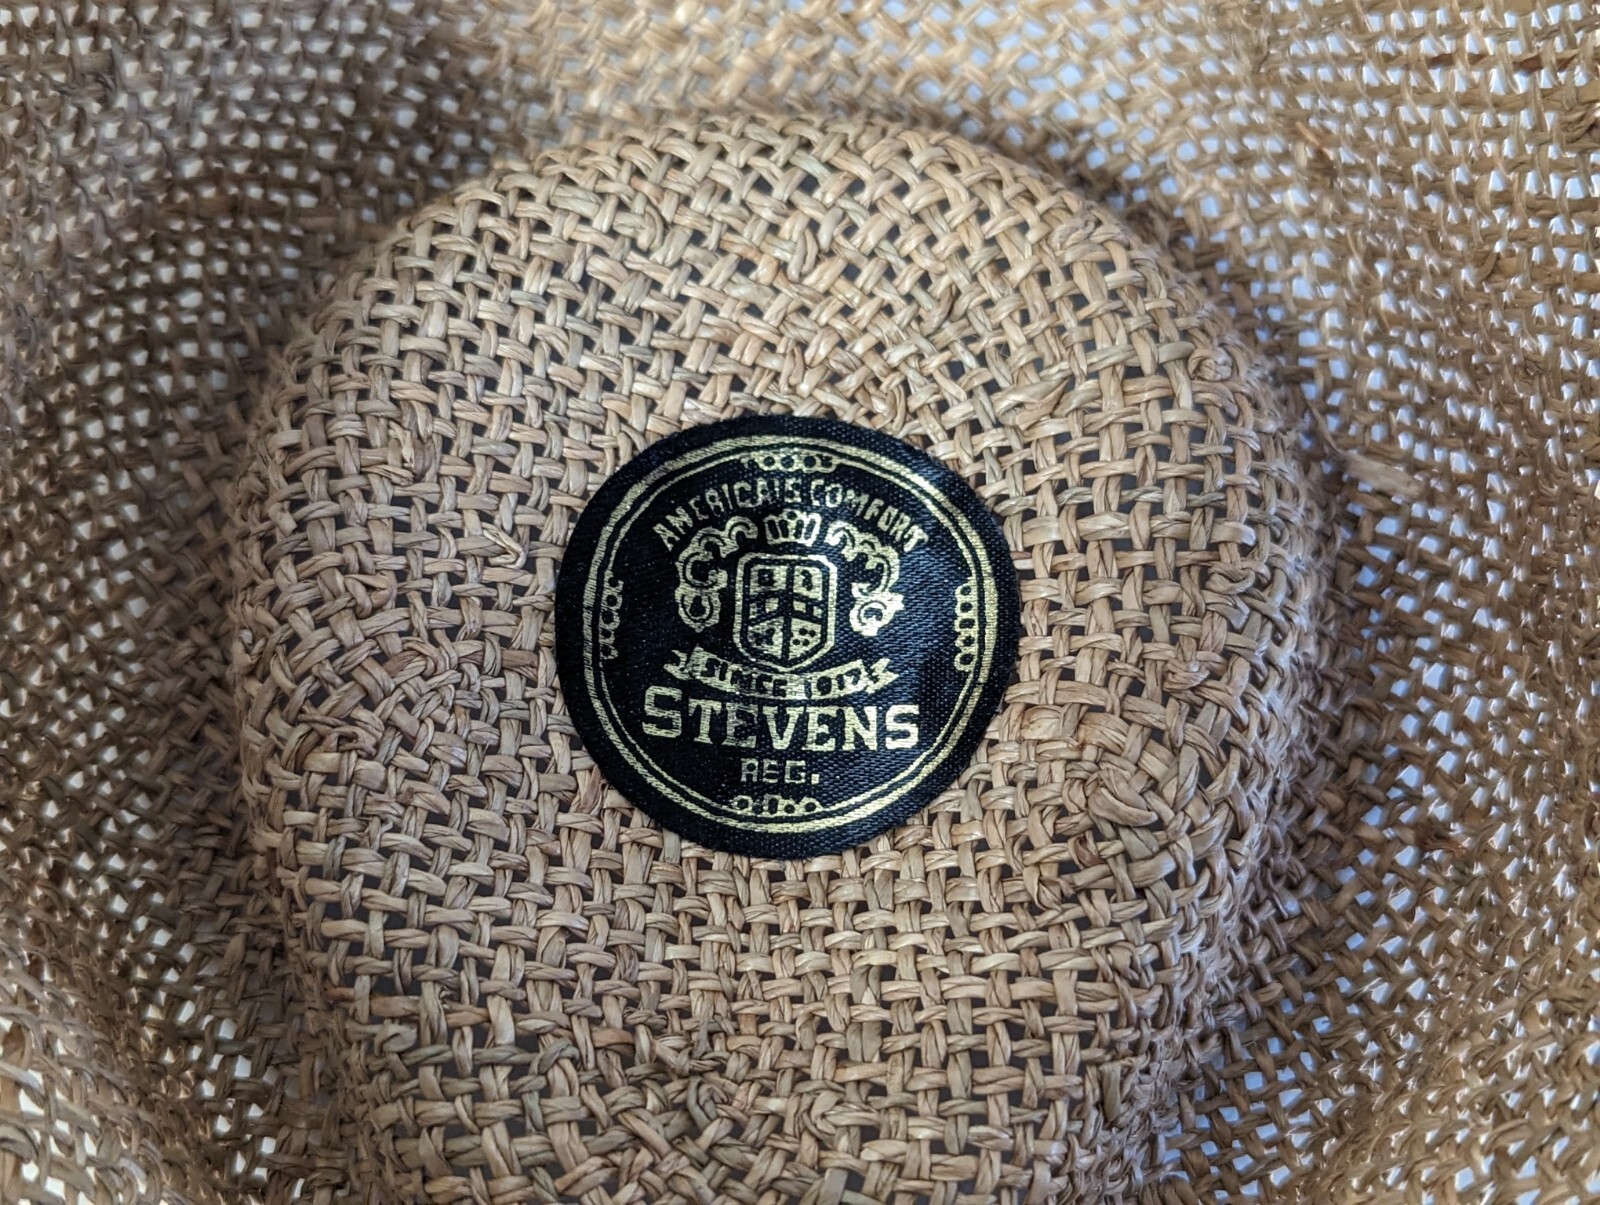 AMERICA'S COMFORT
SINCE 1917
STEVENS
REG.